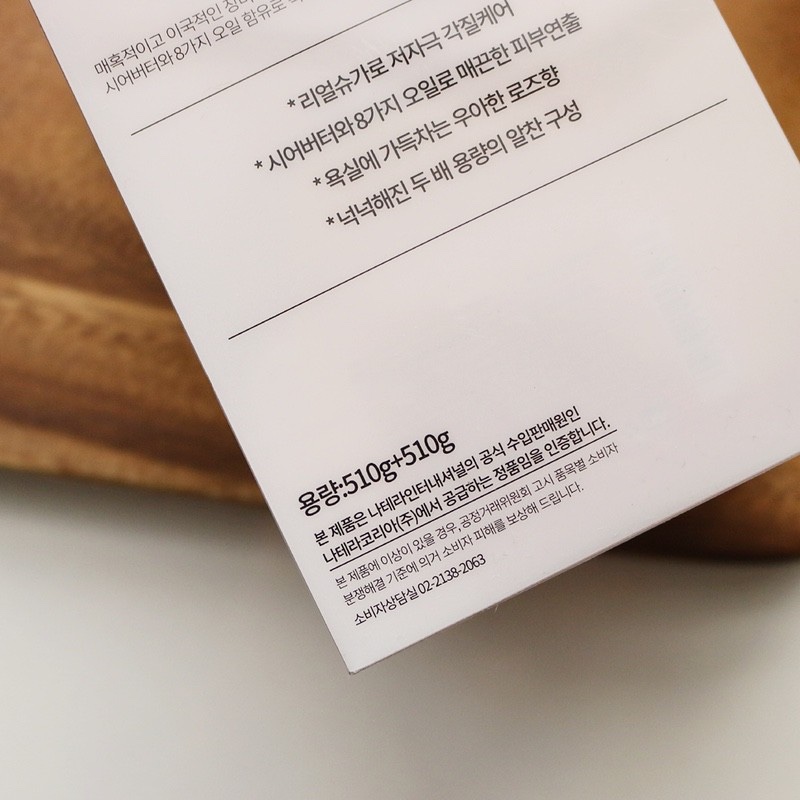 매혹적이고 이국적인 장미
시어버터와 8가지 오일 함유로
*리얼슈가로 저자극 각질케어
*시어버터와 8가지 오일로 매끈한 피부연출
*욕실에 가득차는 우아한 로즈향
*넉넉해진 두 배 용량의 알찬 구성
용량:510g+510g
본 제품은 나테라인터내셔널의 공식 수입판매원인
나테라코리아(주)에서 공급하는 정품임을 인증합니다.
본 제품에 이상이 있을 경우, 공정거래위원회 고시 품목별 소비자
분쟁해결 기준에 의거 소비자 피해를 보상해 드립니다.
소비자상담실 02-2138-2063